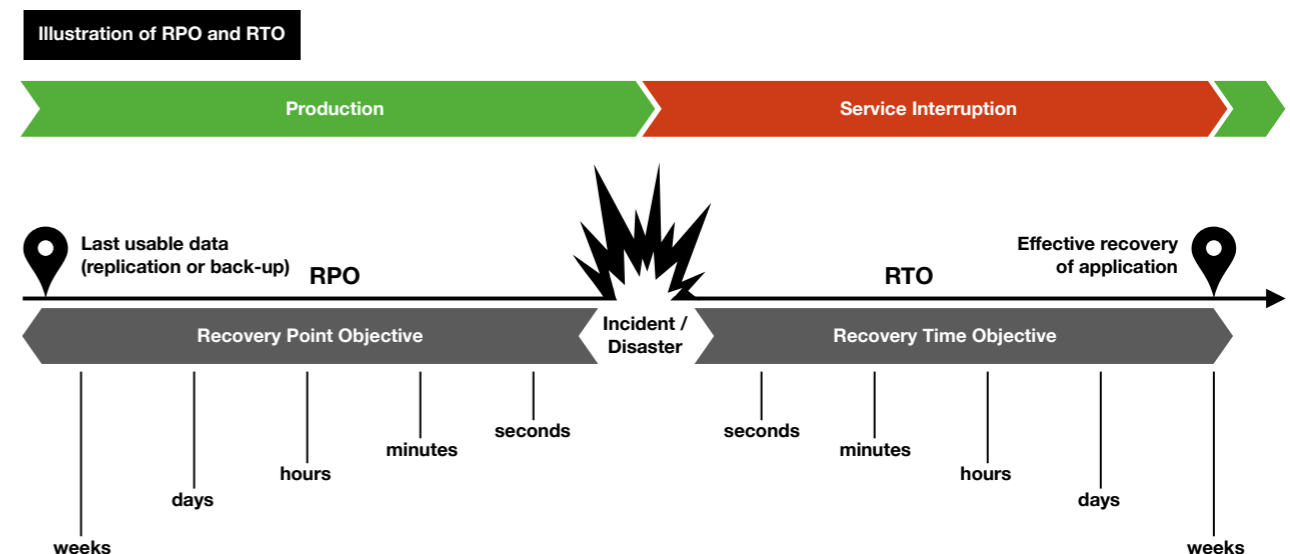 Illustration of RPO and RTO
Production
Service Interruption
Last usable data
(replication or back-up)
RPO
RTO
Effective recovery
of application
Recovery Point Objective
Incident /
Disaster
Recovery Time Objective
weeks
days
hours
minutes
seconds
seconds
minutes
hours
days
weeks